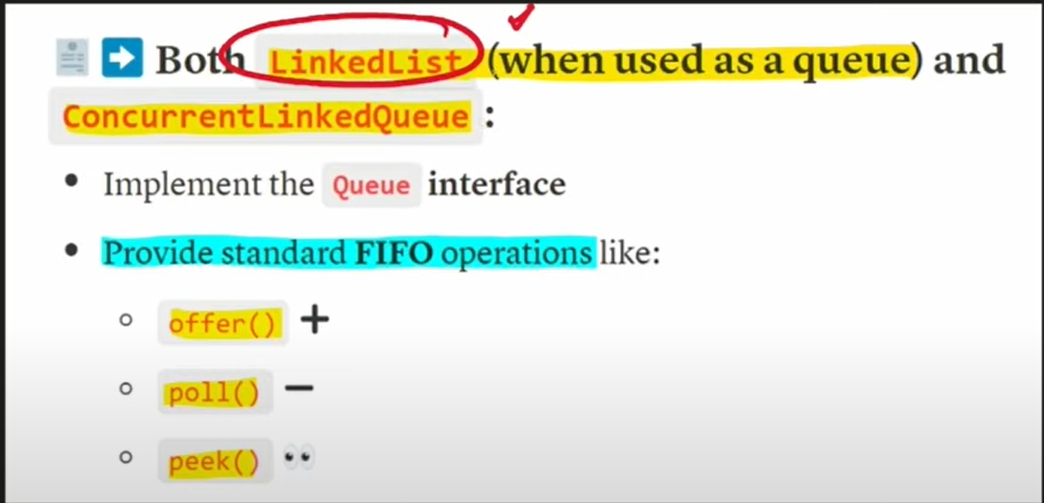 ➡️ Both LinkedList (when used as a queue) and
ConcurrentLinkedQueue :
• Implement the Queue interface
• Provide standard FIFO operations like:
○ offer() ➕
○ poll() ➖
○ peek() 👀